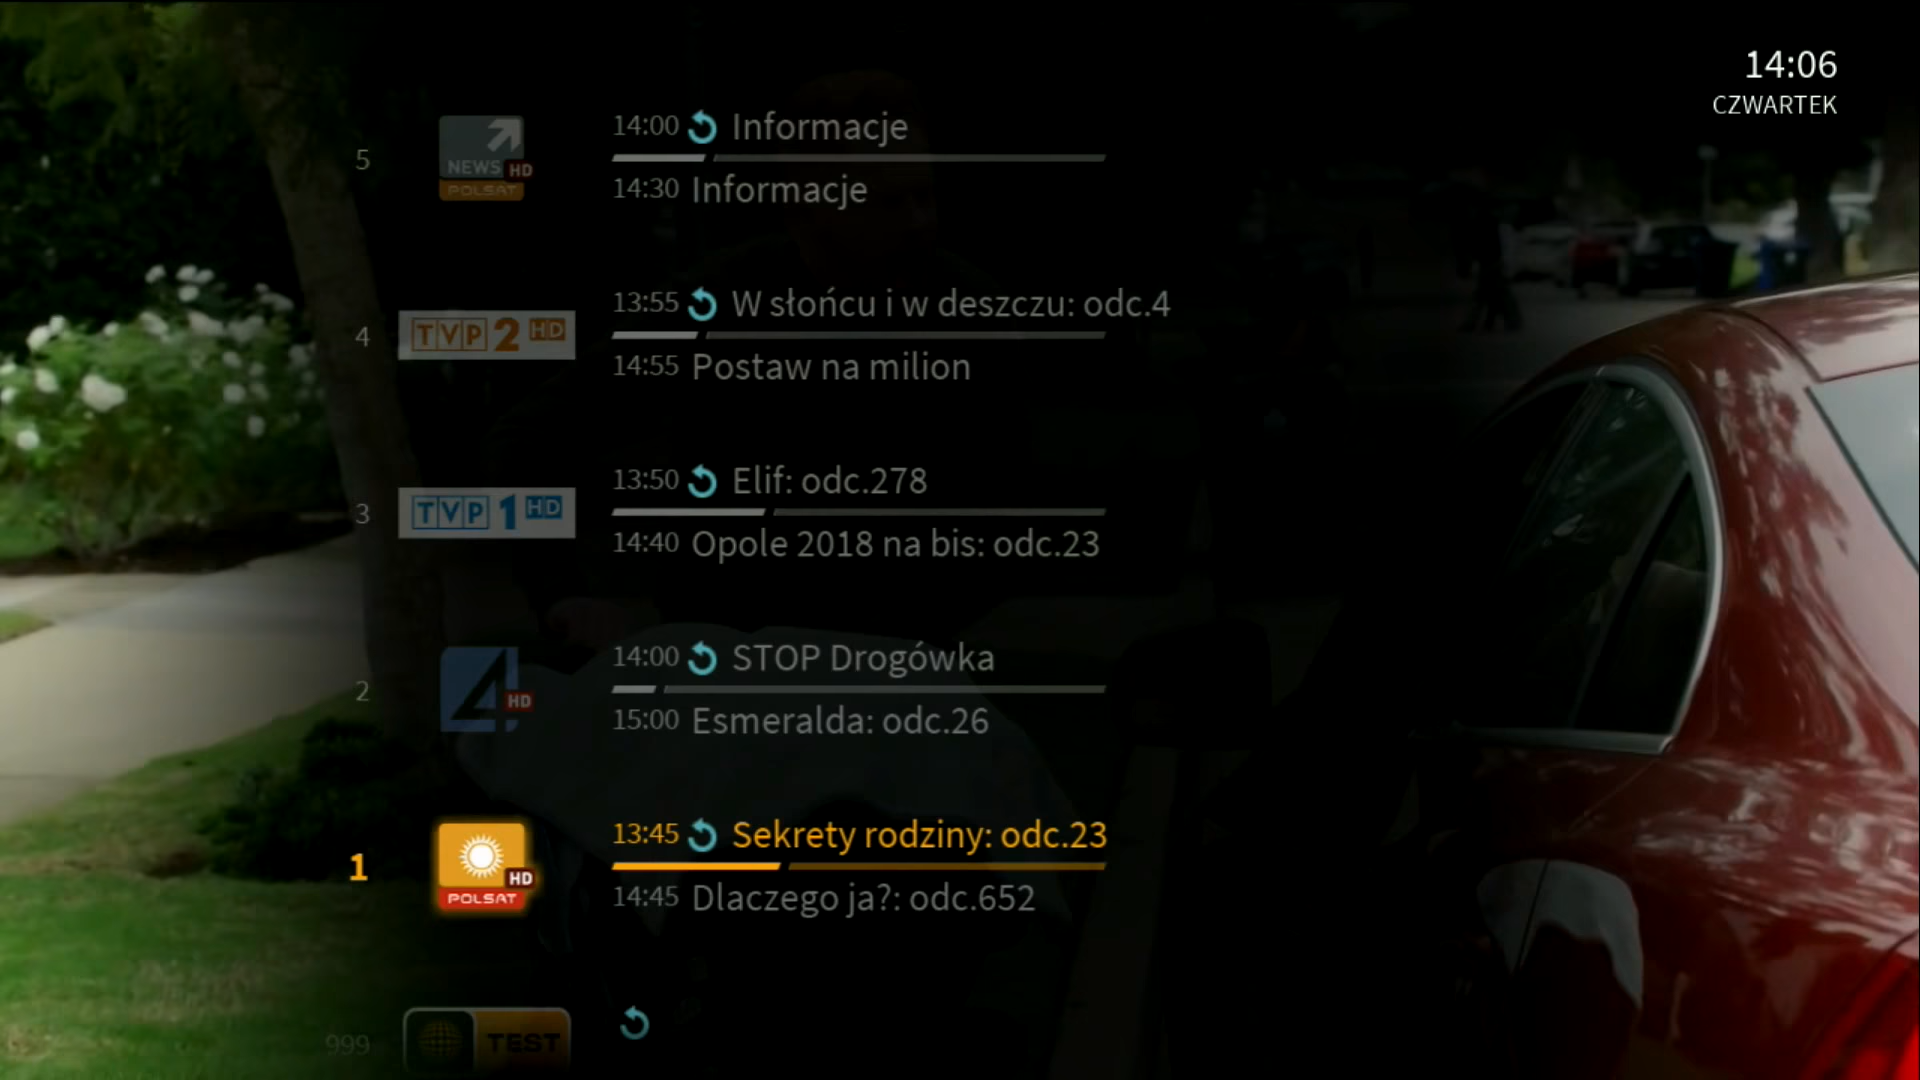 14:06
CZWARTEK
5
NEWS HD
POLSAT
14:00 Informacje
14:30 Informacje
4
TVP 2 HD
13:55 W słońcu i w deszczu: odc.4
14:55 Postaw na milion
3
TVP 1 HD
13:50 Elif: odc.278
14:40 Opole 2018 na bis: odc.23
2
4 HD
14:00 STOP Drogówka
15:00 Esmeralda: odc.26
1
HD
POLSAT
13:45 Sekrety rodziny: odc.23
14:45 Dlaczego ja?: odc.652
999
TEST